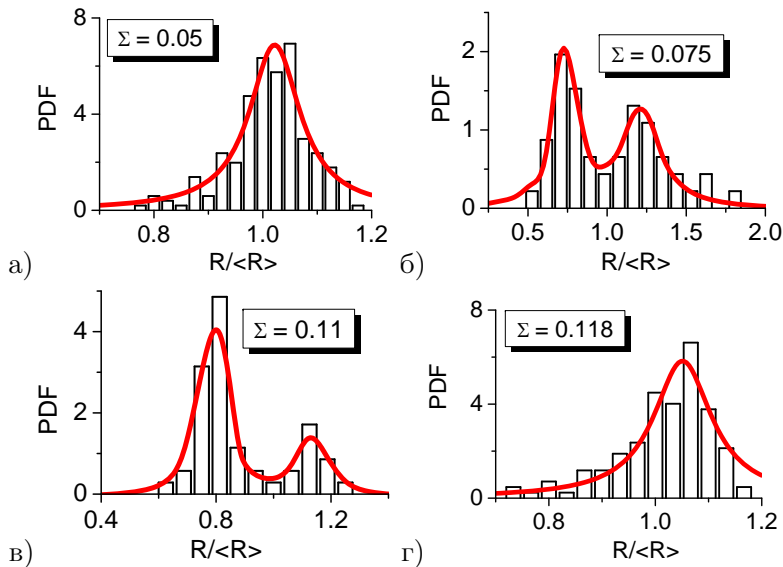 8
4
0
PDF
Σ = 0.05
0.8 1.0 1.2
R/<R>
а)
2
1
0
PDF
Σ = 0.075
0.5 1.0 1.5 2.0
R/<R>
б)
4
2
0
PDF
Σ = 0.11
0.4 0.8 1.2
R/<R>
в)
8
4
0
PDF
Σ = 0.118
0.8 1.0 1.2
R/<R>
г)